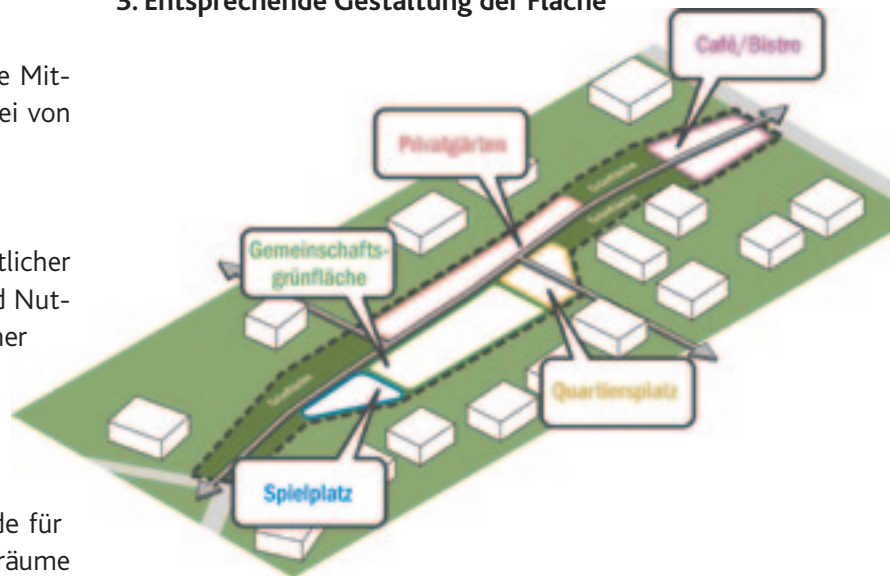 3. Entsprechende Gestaltung der Fläche
e Mit-
ei von
tlicher
d Nut-
ner
de für
räume
Café/Bistro
Privatgärten
Gemeinschafts-
grünfläche
Quartiersplatz
Spielplatz